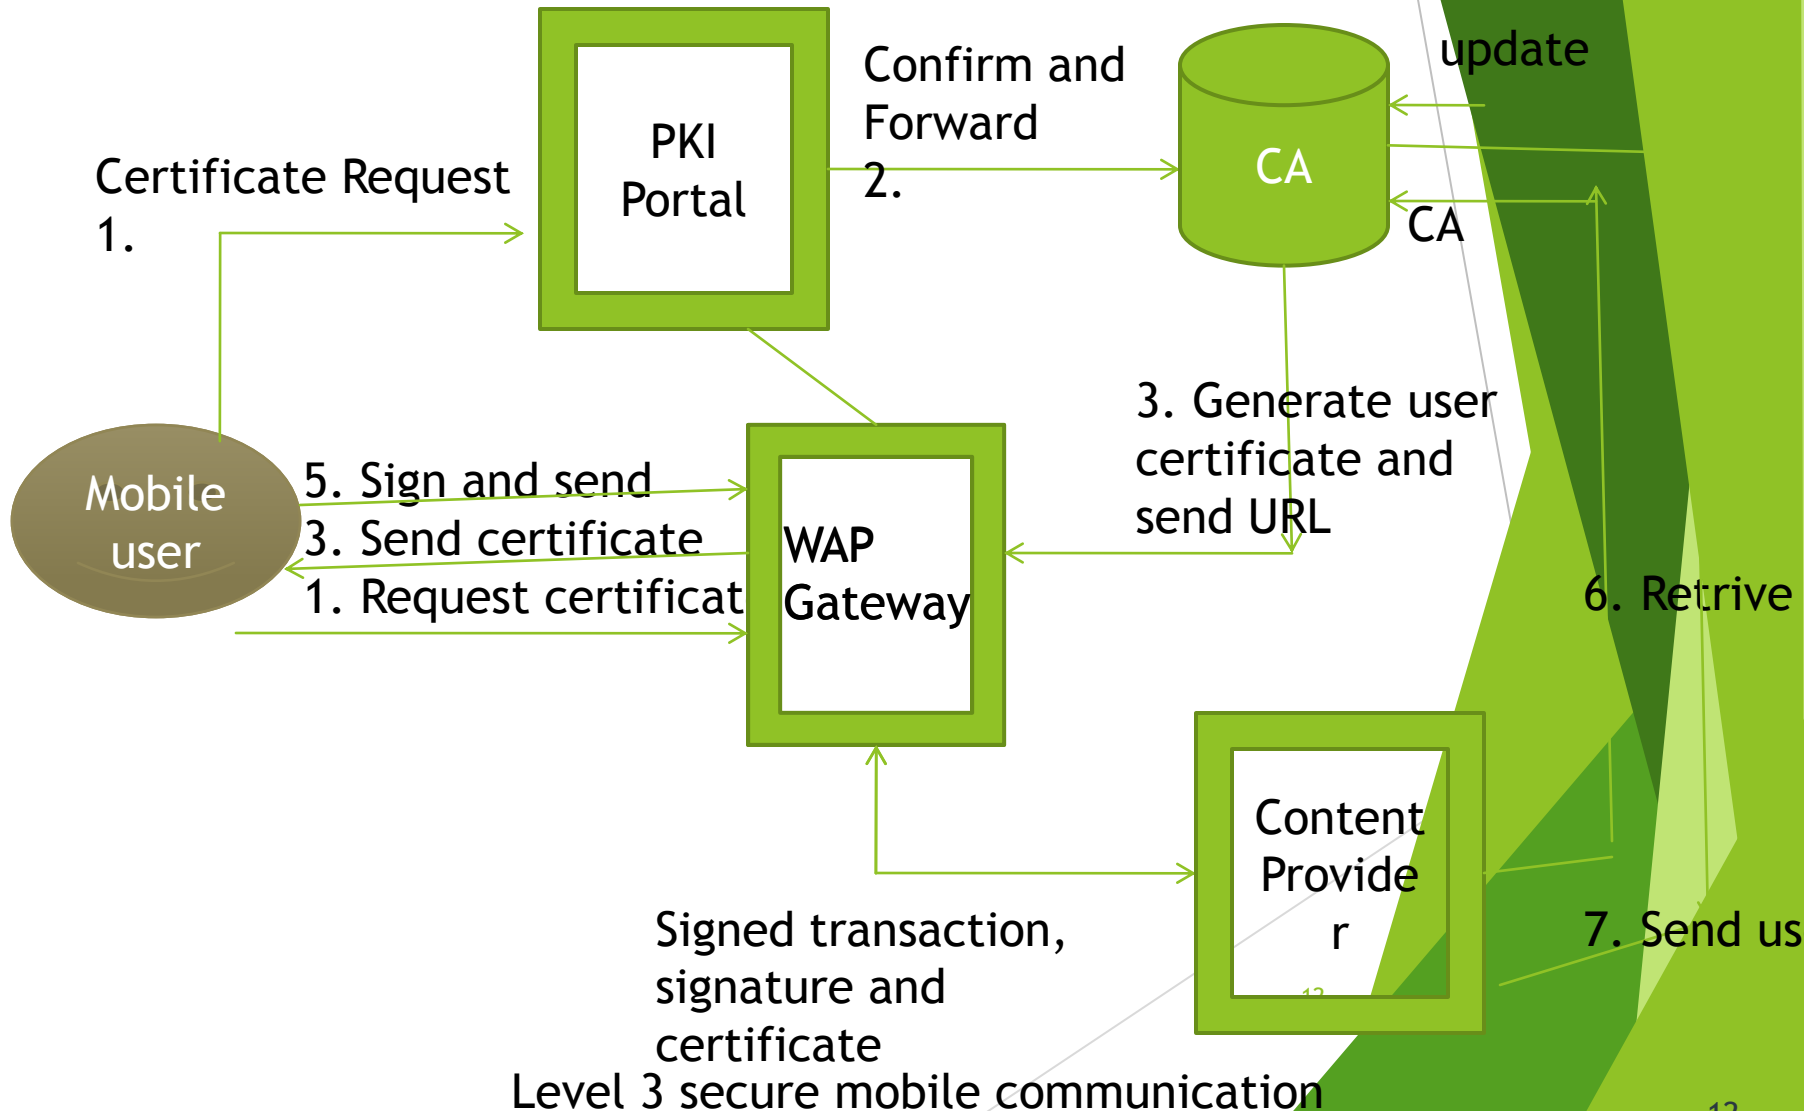 update
Confirm and
Forward
2.
PKI
Portal
CA
Certificate Request
1.
CA
3. Generate user
certificate and
send URL
Mobile
user
5. Sign and send
3. Send certificate
1. Request certificat
WAP
Gateway
6. Retrive
Content
Provide
r
7. Send us
Signed transaction,
signature and
certificate
12
Level 3 secure mobile communication
12